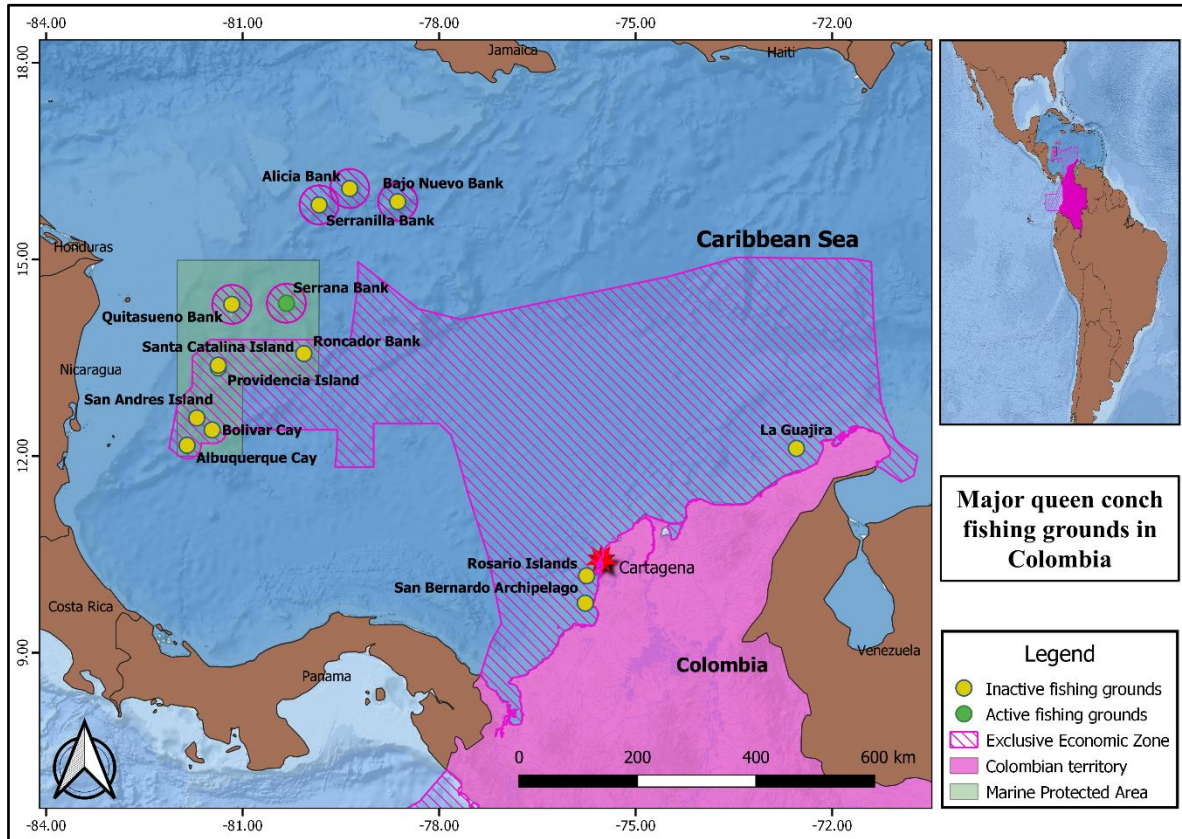 -84.00
-81.00
-78.00
-75.00
-72.00
18.00
Jamaica
Haiti
Alicia Bank
Bajo Nuevo Bank
Serranilla Bank
Caribbean Sea
Honduras
15.00
Serrana Bank
Quitasueno Bank
Santa Catalina Island
Roncador Bank
Nicaragua
Providencia Island
San Andres Island
Bolivar Cay
La Guajira
12.00
Albuquerque Cay
Rosario Islands
Cartagena
San Bernardo Archipelago
Costa Rica
9.00
Panama
Colombia
Venezuela
0
200
400
600 km
-84.00
-81.00
-78.00
-75.00
-72.00
Major queen conch
fishing grounds in
Colombia
Legend
Inactive fishing grounds
Active fishing grounds
Exclusive Economic Zone
Colombian territory
Marine Protected Area